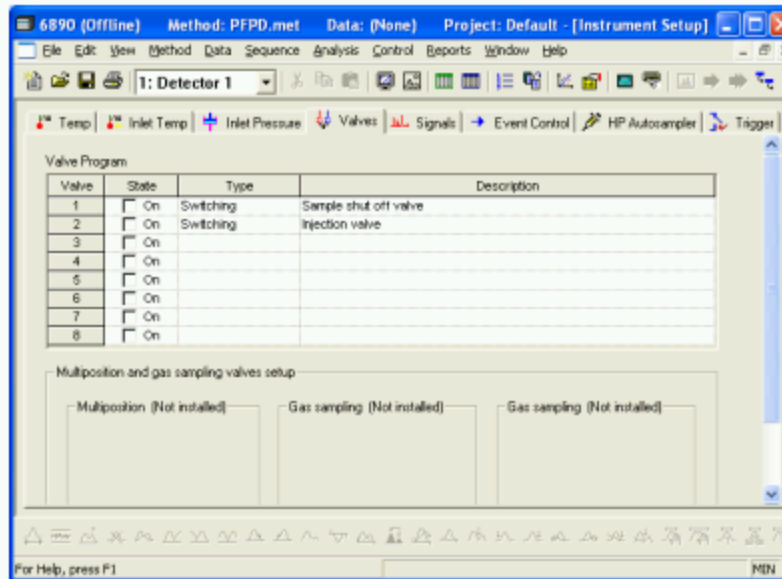 6890 (Offline) Method: PFPD.met Data: (None) Project: Default - [Instrument Setup]
File Edit View Method Data Sequence Analysis Control Reports Window Help
1: Detector 1
Temp Inlet Temp Inlet Pressure Valves Signals Event Control HP Autosampler Trigger
Valve Program
Valve State Type Description
1 On Switching Sample shut off valve
2 On Switching Injection valve
3 On
4 On
5 On
6 On
7 On
8 On
Multiposition and gas sampling valves setup
Multiposition (Not installed) Gas sampling (Not installed) Gas sampling (Not installed)
For Help, press F1 MIN